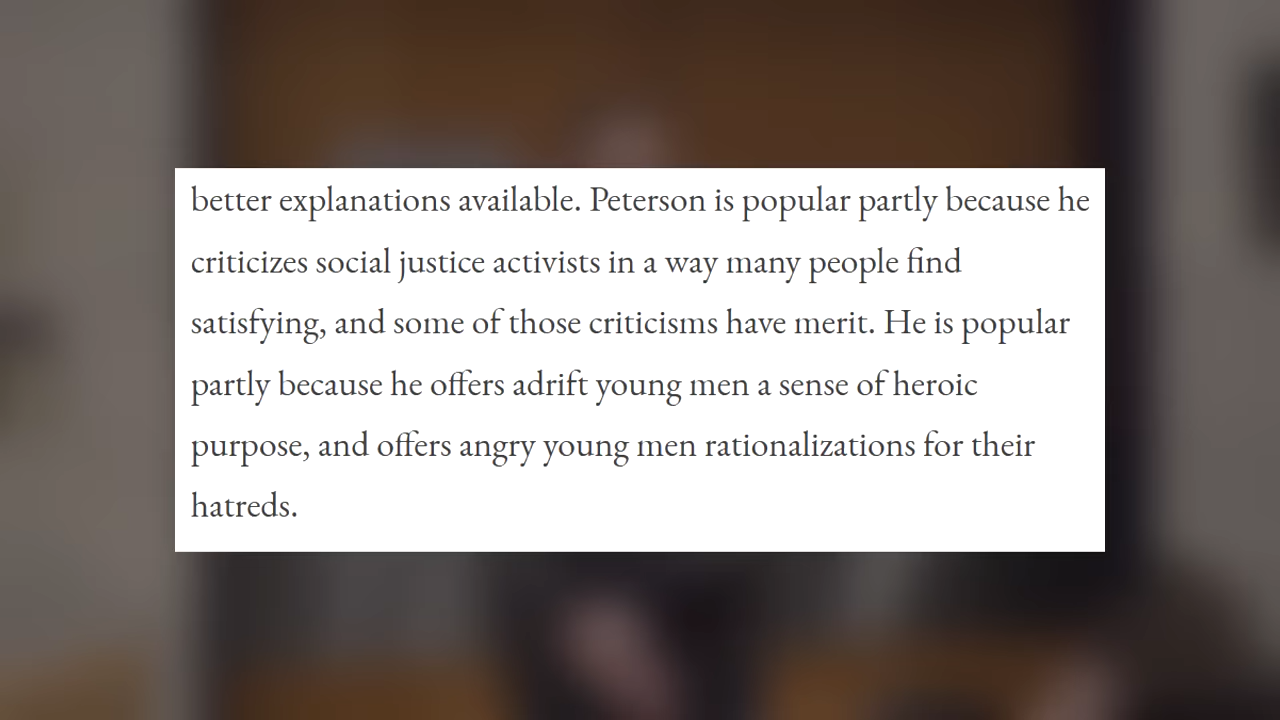 better explanations available. Peterson is popular partly because he
criticizes social justice activists in a way many people find
satisfying, and some of those criticisms have merit. He is popular
partly because he offers adrift young men a sense of heroic
purpose, and offers angry young men rationalizations for their
hatreds.